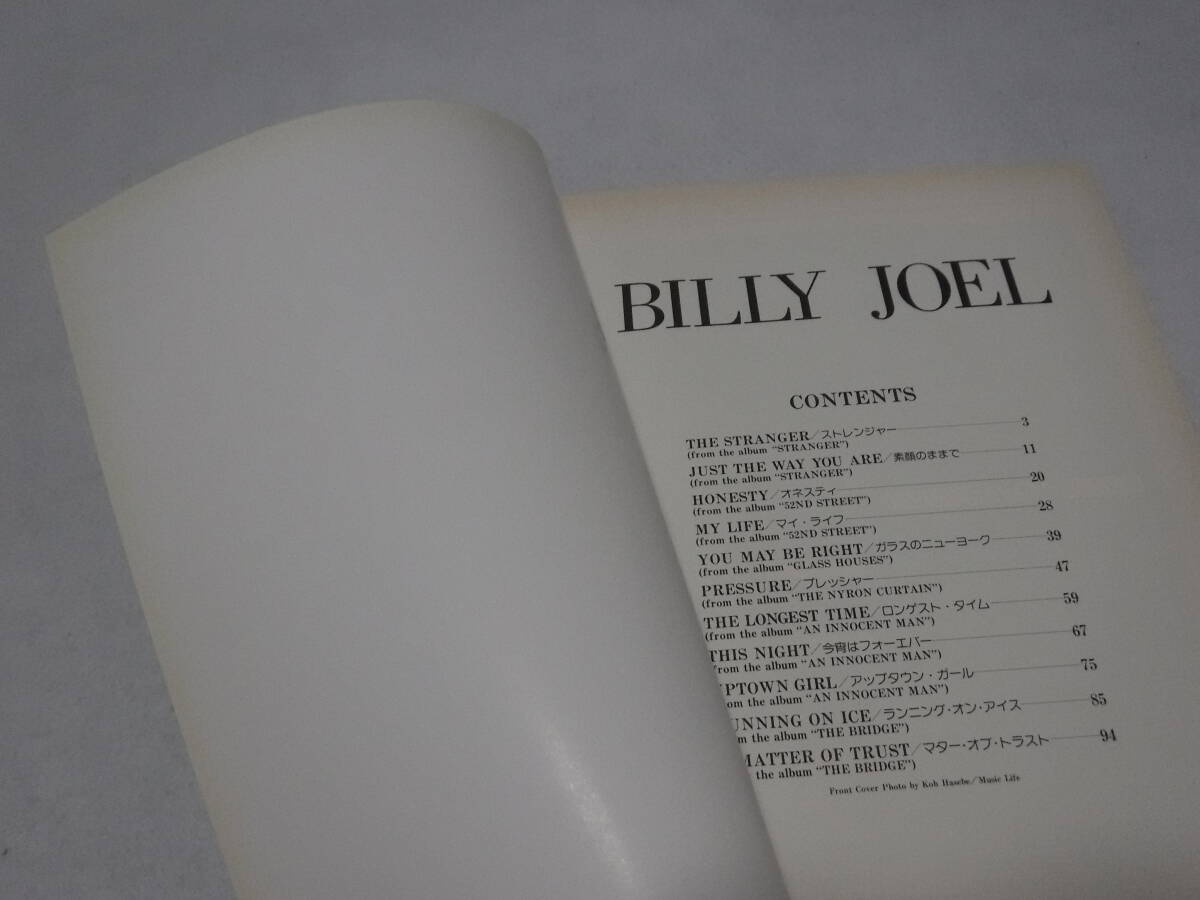 BILLY JOEL
CONTENTS
THE STRANGER/ストレンジャー 3
(from the album "STRANGER")
JUST THE WAY YOU ARE/素顔のままで 11
(from the album "STRANGER")
HONESTY/オネスティ 20
(from the album "52ND STREET")
MY LIFE/マイ・ライフ 28
(from the album "52ND STREET")
YOU MAY BE RIGHT/ガラスのニューヨーク 39
(from the album "GLASS HOUSES")
PRESSURE/プレッシャー 47
(from the album "THE NYRON CURTAIN")
THE LONGEST TIME/ロンゲスト・タイム 59
(from the album "AN INNOCENT MAN")
THIS NIGHT/今宵はフォーエバー 67
from the album "AN INNOCENT MAN")
PTOWN GIRL/アップタウン・ガール 75
om the album "AN INNOCENT MAN")
UNNING ON ICE/ランニング・オン・アイス 85
m the album "THE BRIDGE")
MATTER OF TRUST/マター・オブ・トラスト 94
the album "THE BRIDGE")
Front Cover Photo by Koh Hasebe/Music Life